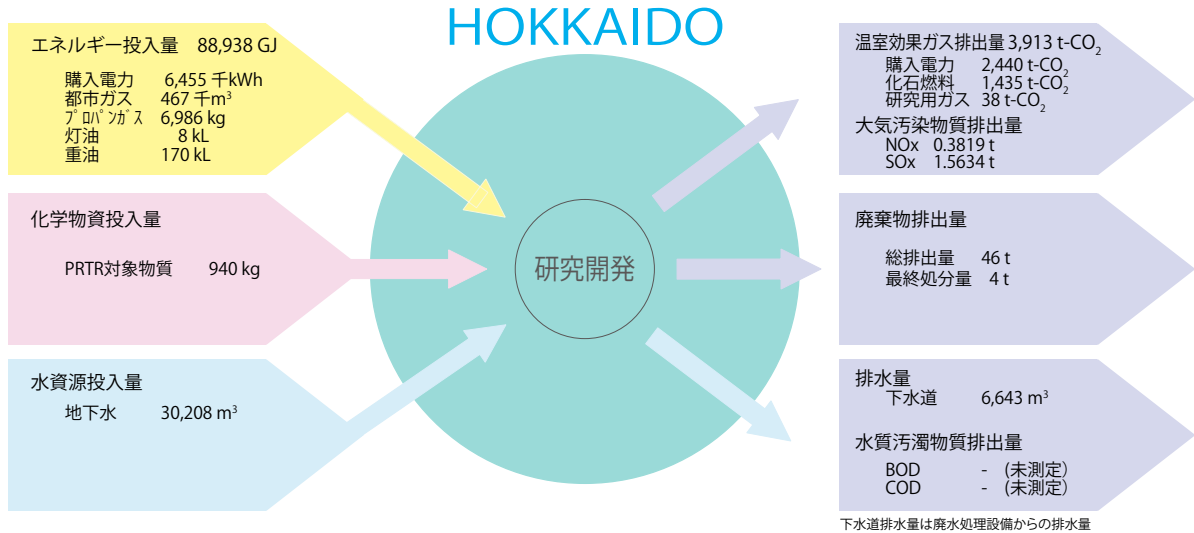 HOKKAIDO
エネルギー投入量 88,938 GJ
購入電力 6,455 千kWh
都市ガス 467 千m³
プロパンガス 6,986 kg
灯油 8 kL
重油 170 kL
化学物資投入量
PRTR対象物質 940 kg
水資源投入量
地下水 30,208 m³
研究開発
温室効果ガス排出量 3,913 t-CO₂
購入電力 2,440 t-CO₂
化石燃料 1,435 t-CO₂
研究用ガス 38 t-CO₂
大気汚染物質排出量
NOx 0.3819 t
SOx 1.5634 t
廃棄物排出量
総排出量 46 t
最終処分量 4 t
排水量
下水道 6,643 m³
水質汚濁物質排出量
BOD - (未測定)
COD - (未測定)
下水道排水量は廃水処理設備からの排水量